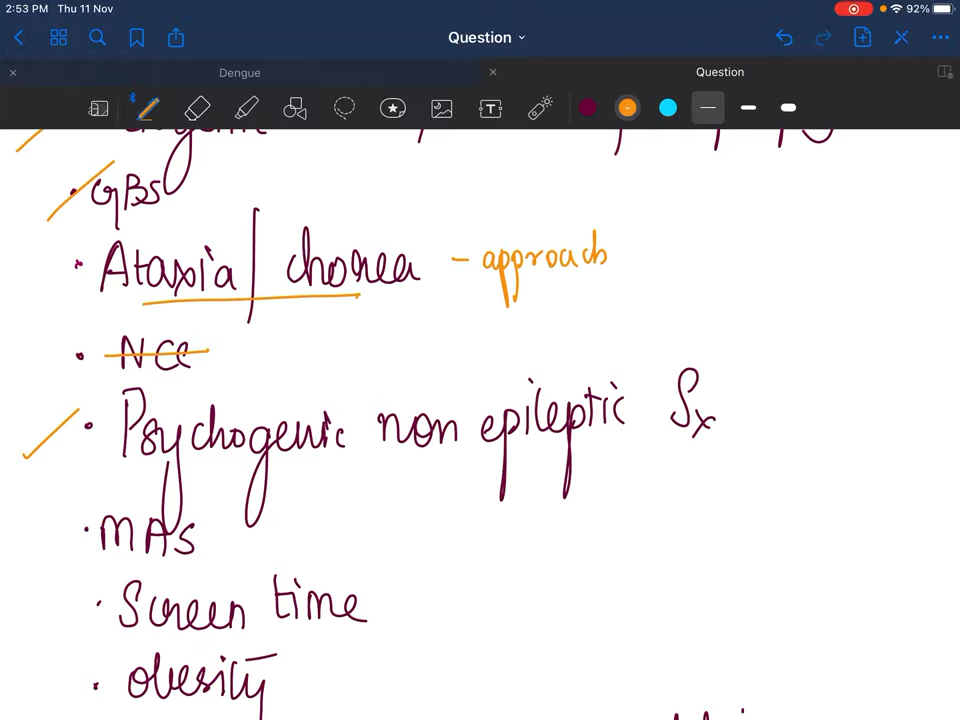 2:53 PM Thu 11 Nov 92%
Question
Dengue Question
T
• GBS
• Ataxia / chorea - approach
• NCC
• Psychogenic non epileptic Sx
• MAS
• Screen time
• obesity